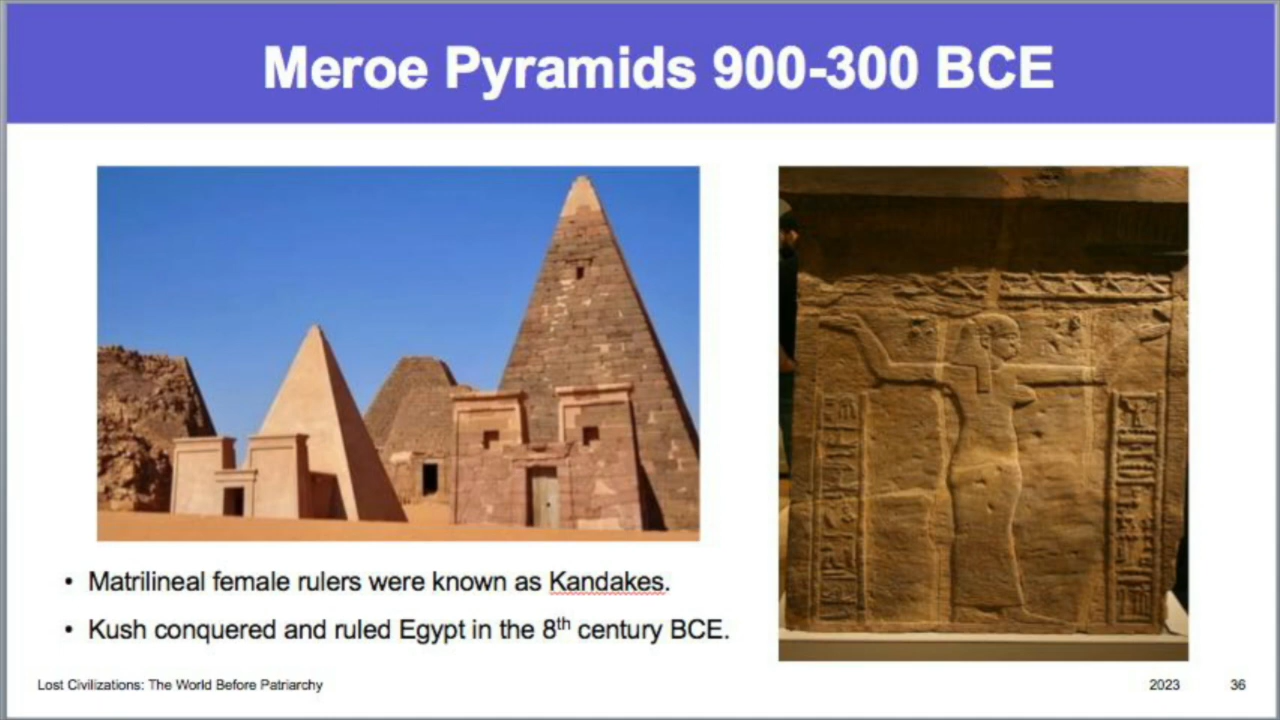 Meroe Pyramids 900-300 BCE
• Matrilineal female rulers were known as Kandakes.
• Kush conquered and ruled Egypt in the 8th century BCE.
Lost Civilizations: The World Before Patriarchy
2023
36